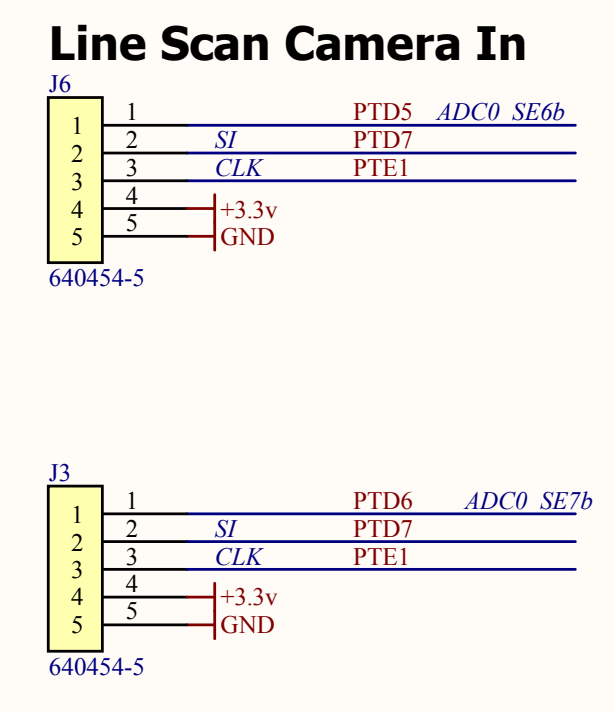 Line Scan Camera In
J6
1 1 PTD5 ADC0_SE6b
2 2 SI PTD7
3 3 CLK PTE1
4 4 +3.3v
5 5 GND
640454-5
J3
1 1 PTD6 ADC0_SE7b
2 2 SI PTD7
3 3 CLK PTE1
4 4 +3.3v
5 5 GND
640454-5